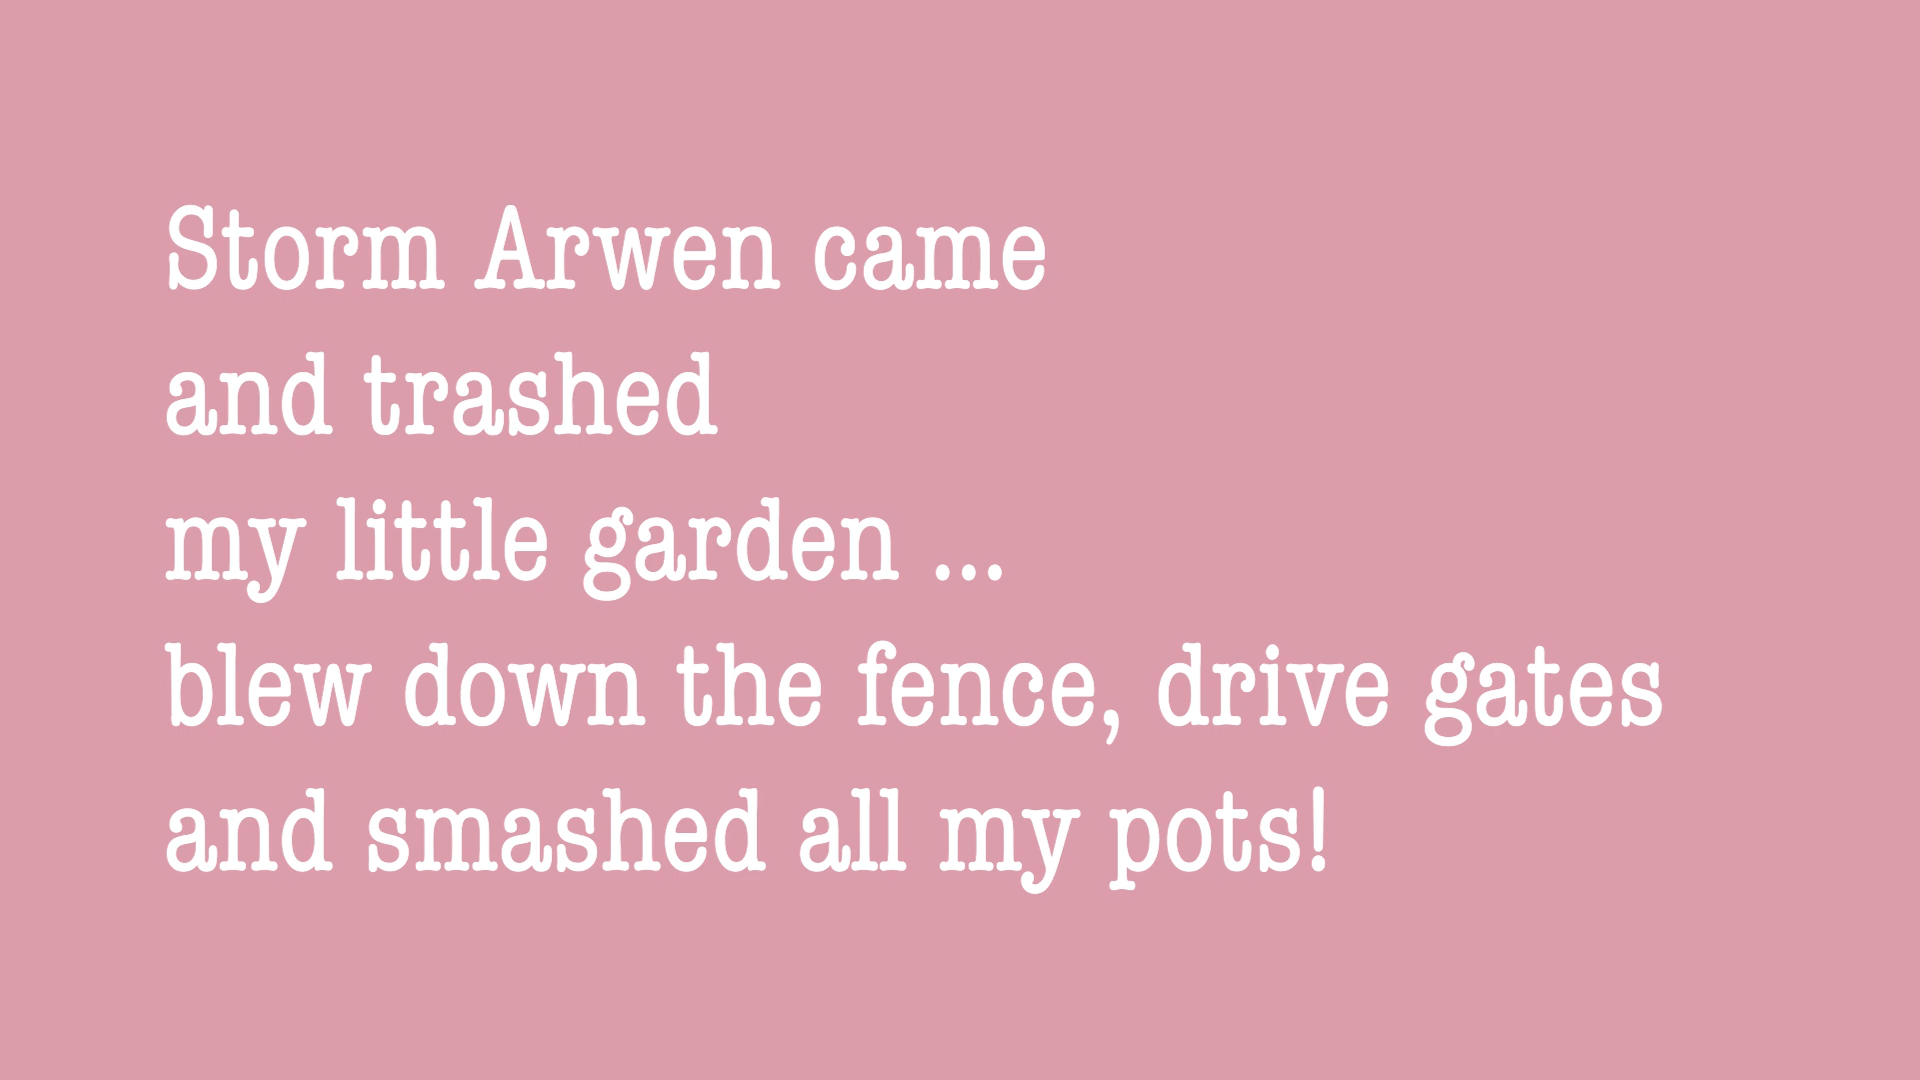 Storm Arwen came
and trashed
my little garden ...
blew down the fence, drive gates
and smashed all my pots!